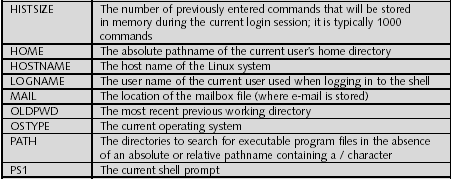 HISTSIZE The number of previously entered commands that will be stored
in memory during the current login session; it is typically 1000
commands
HOME The absolute pathname of the current user's home directory
HOSTNAME The host name of the Linux system
LOGNAME The user name of the current user used when logging in to the shell
MAIL The location of the mailbox file (where e-mail is stored)
OLDPWD The most recent previous working directory
OSTYPE The current operating system
PATH The directories to search for executable program files in the absence
of an absolute or relative pathname containing a / character
PS1 The current shell prompt